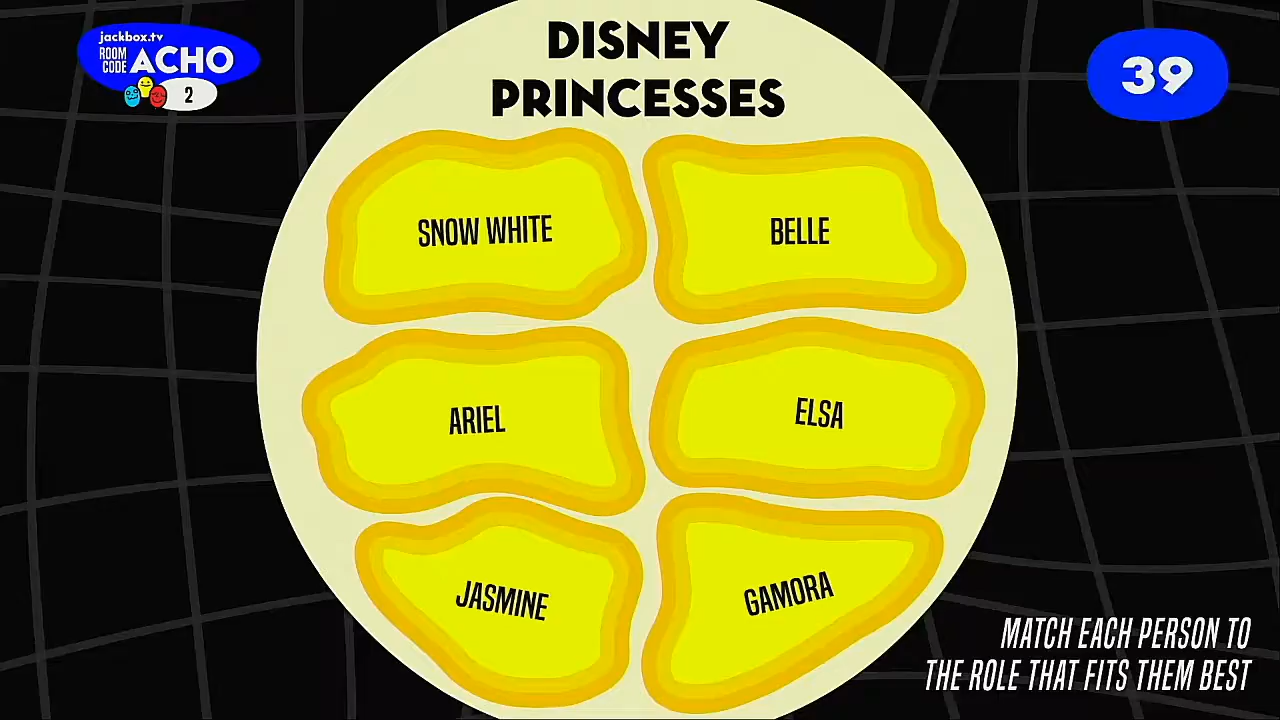 jackbox.tv
ROOM CODE ACHO
2
DISNEY
PRINCESSES
39
SNOW WHITE
BELLE
ARIEL
ELSA
JASMINE
GAMORA
MATCH EACH PERSON TO
THE ROLE THAT FITS THEM BEST